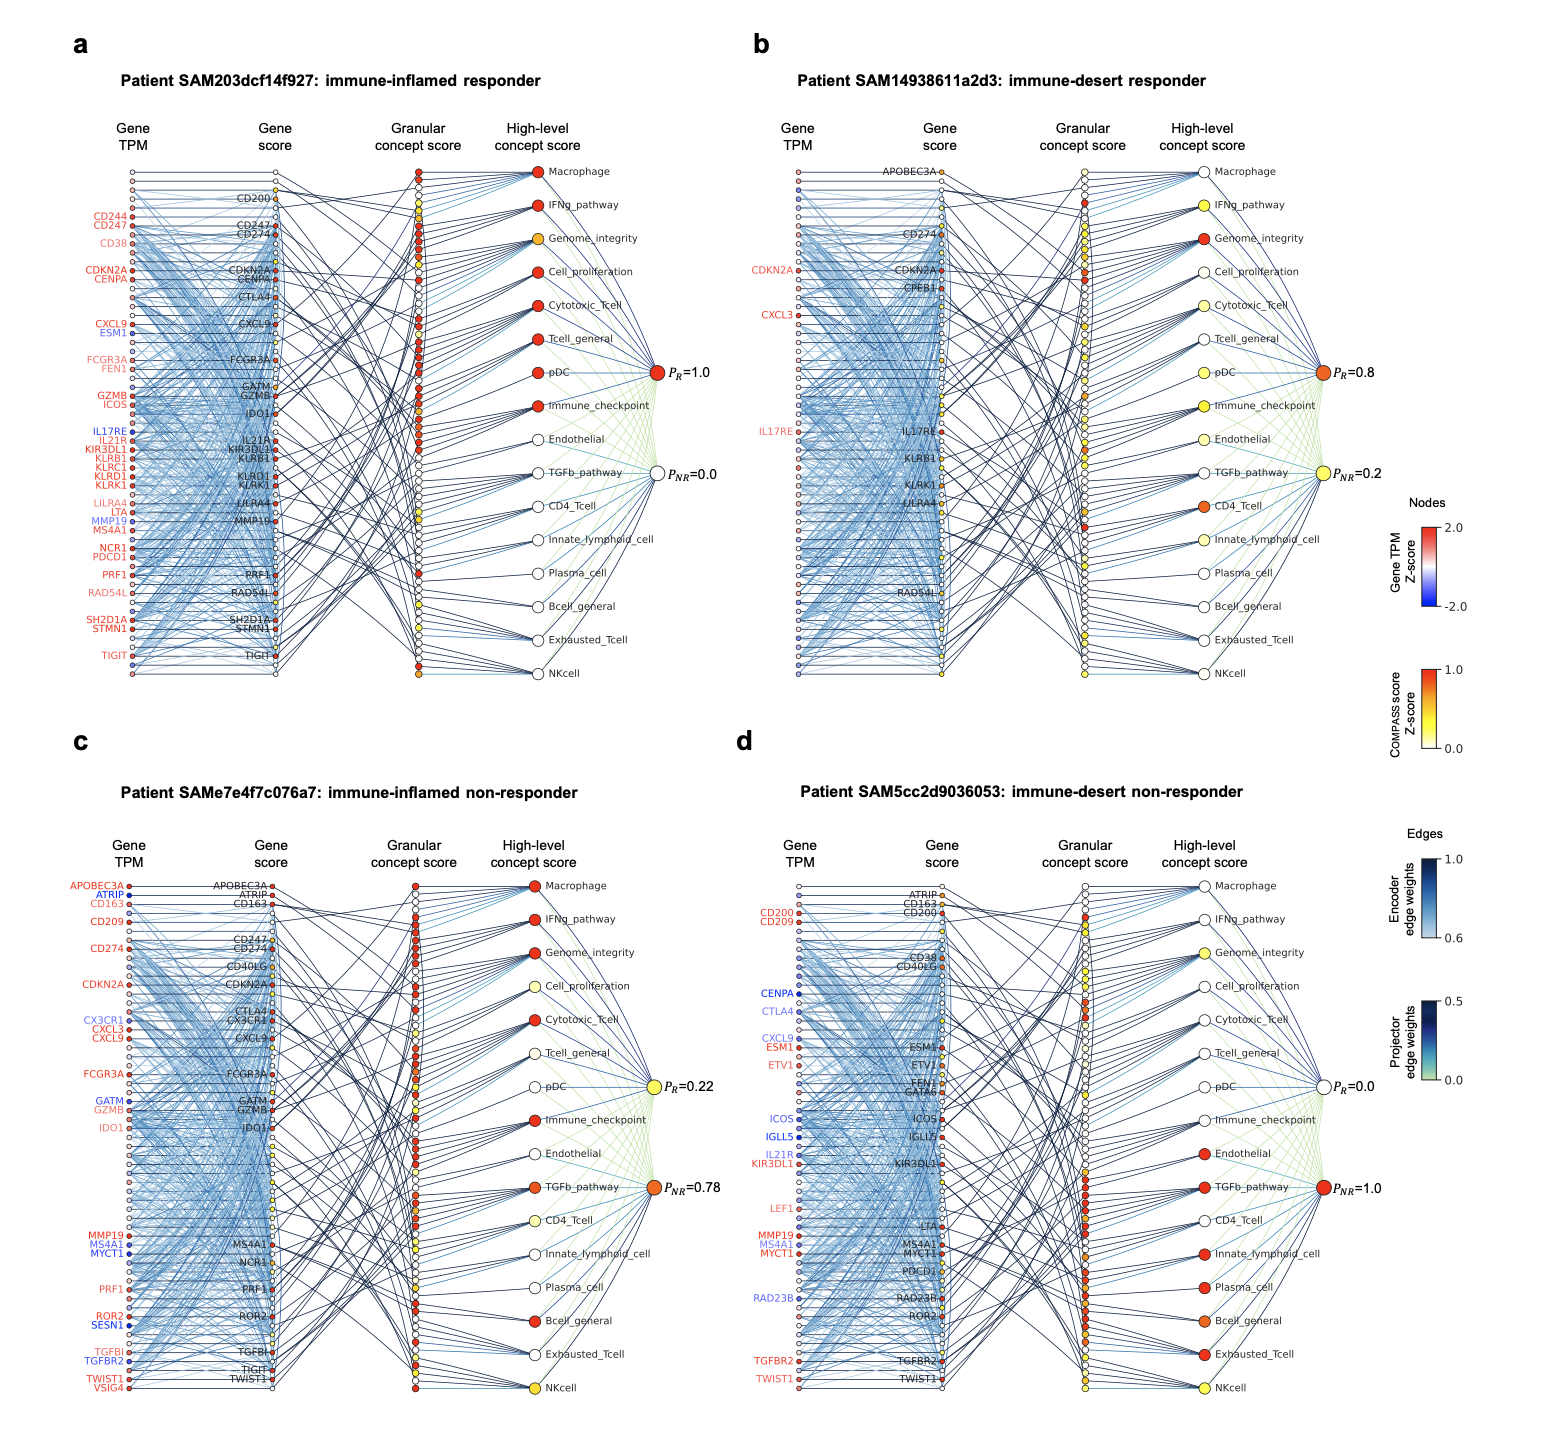 a
Patient SAM203dcf14f927: immune-inflamed responder
Gene
TPM
Gene
score
Granular
concept score
High-level
concept score
CD244
CD247
CD38
CDKN2A
CENPA
CXCL9
ESM1
FCGR3A
FEN1
GZMB
ICOS
IL17RE
IL21R
KIR3DL1
KLRB1
KLRC1
KLRD1
KLRK1
LILRA4
LTA
MMP19
MS4A1
NCR1
PDCD1
PRF1
RAD54L
SH2D1A
STMN1
TIGIT
CD200
CD247
CD274
CDKN2A
CENPA
CTLA4
CXCL9
FCGR3A
GATM
GZMB
IDO1
IL21R
KIR3DL1
KLRB1
KLRD1
KLRK1
LILRA4
MMP19
PRF1
RAD54L
SH2D1A
STMN1
TIGIT
Macrophage
IFNg_pathway
Genome_integrity
Cell_proliferation
Cytotoxic_Tcell
Tcell_general
pDC
Immune_checkpoint
Endothelial
TGFb_pathway
CD4_Tcell
Innate_lymphoid_cell
Plasma_cell
Bcell_general
Exhausted_Tcell
NKcell
P_R=1.0
P_NR=0.0
b
Patient SAM14938611a2d3: immune-desert responder
Gene
TPM
Gene
score
Granular
concept score
High-level
concept score
CDKN2A
CXCL3
IL17RE
APOBEC3A
CD274
CDKN2A
CPEB1
IL17RE
KLRB1
KLRK1
LILRA4
RAD54L
Macrophage
IFNg_pathway
Genome_integrity
Cell_proliferation
Cytotoxic_Tcell
Tcell_general
pDC
Immune_checkpoint
Endothelial
TGFb_pathway
CD4_Tcell
Innate_lymphoid_cell
Plasma_cell
Bcell_general
Exhausted_Tcell
NKcell
P_R=0.8
P_NR=0.2
Nodes
2.0
-2.0
Gene TPM
Z-score
1.0
0.0
COMPASS score
Z-score
c
Patient SAMe7e4f7c076a7: immune-inflamed non-responder
Gene
TPM
Gene
score
Granular
concept score
High-level
concept score
APOBEC3A
ATRIP
CD163
CD209
CD274
CDKN2A
CX3CR1
CXCL3
CXCL9
FCGR3A
GATM
GZMB
IDO1
MMP19
MS4A1
MYCT1
PRF1
ROR2
SESN1
TGFBI
TGFBR2
TWIST1
VSIG4
APOBEC3A
ATRIP
CD163
CD247
CD274
CD40LG
CDKN2A
CTLA4
CX3CR1
CXCL9
FCGR3A
GATM
GZMB
IDO1
MS4A1
NCR1
PRF1
ROR2
TGFBI
TIGIT
TWIST1
Macrophage
IFNg_pathway
Genome_integrity
Cell_proliferation
Cytotoxic_Tcell
Tcell_general
pDC
Immune_checkpoint
Endothelial
TGFb_pathway
CD4_Tcell
Innate_lymphoid_cell
Plasma_cell
Bcell_general
Exhausted_Tcell
NKcell
P_R=0.22
P_NR=0.78
d
Patient SAM5cc2d9036053: immune-desert non-responder
Gene
TPM
Gene
score
Granular
concept score
High-level
concept score
CD200
CD209
CENPA
CTLA4
CXCL9
ESM1
ETV1
ICOS
IGLL5
IL21R
KIR3DL1
LEF1
MMP19
MS4A1
MYCT1
RAD23B
TGFBR2
TWIST1
ATRIP
CD163
CD200
CD38
CD40LG
ESM1
ETV1
FEN1
GATA6
ICOS
IGLL5
KIR3DL1
LTA
MS4A1
MYCT1
PDCD1
RAD23B
ROR2
TGFBR2
TWIST1
Macrophage
IFNg_pathway
Genome_integrity
Cell_proliferation
Cytotoxic_Tcell
Tcell_general
pDC
Immune_checkpoint
Endothelial
TGFb_pathway
CD4_Tcell
Innate_lymphoid_cell
Plasma_cell
Bcell_general
Exhausted_Tcell
NKcell
P_R=0.0
P_NR=1.0
Edges
1.0
0.6
Encoder
edge weights
0.5
0.0
Projector
edge weights